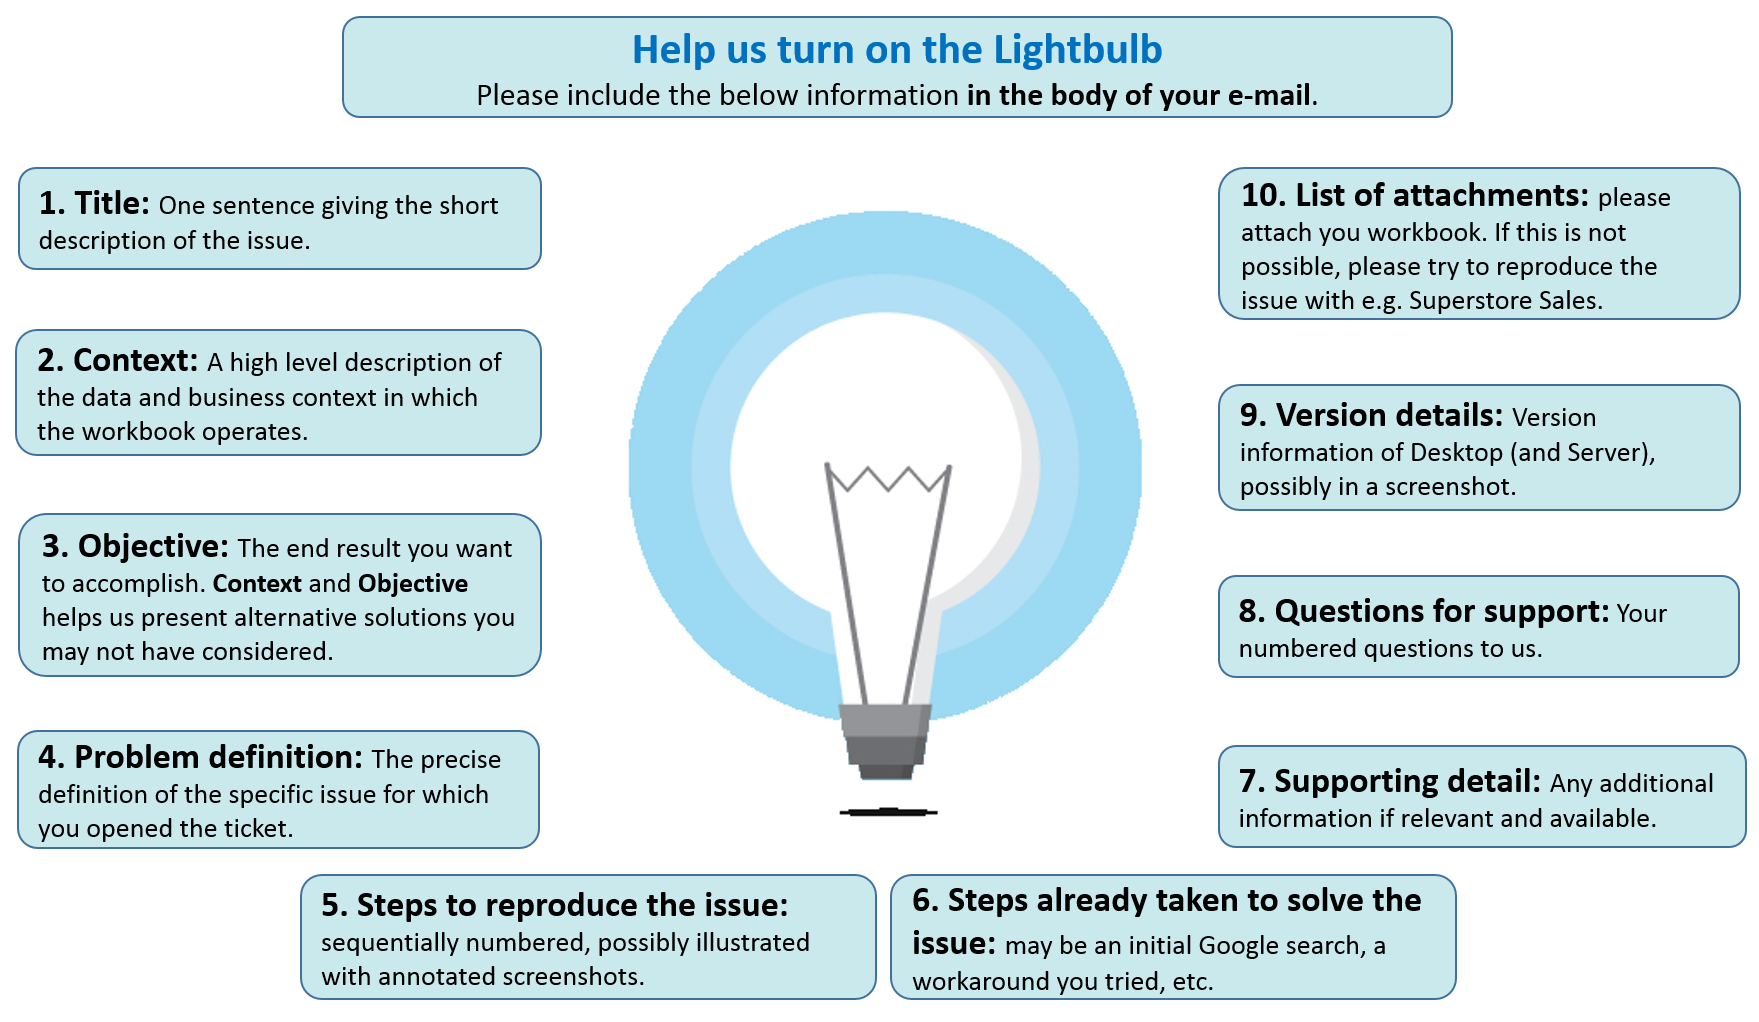 Help us turn on the Lightbulb
Please include the below information in the body of your e-mail.
1. Title: One sentence giving the short
description of the issue.
2. Context: A high level description of
the data and business context in which
the workbook operates.
3. Objective: The end result you want
to accomplish. Context and Objective
helps us present alternative solutions you
may not have considered.
4. Problem definition: The precise
definition of the specific issue for which
you opened the ticket.
5. Steps to reproduce the issue:
sequentially numbered, possibly illustrated
with annotated screenshots.
6. Steps already taken to solve the
issue: may be an initial Google search, a
workaround you tried, etc.
7. Supporting detail: Any additional
information if relevant and available.
8. Questions for support: Your
numbered questions to us.
9. Version details: Version
information of Desktop (and Server),
possibly in a screenshot.
10. List of attachments: please
attach you workbook. If this is not
possible, please try to reproduce the
issue with e.g. Superstore Sales.